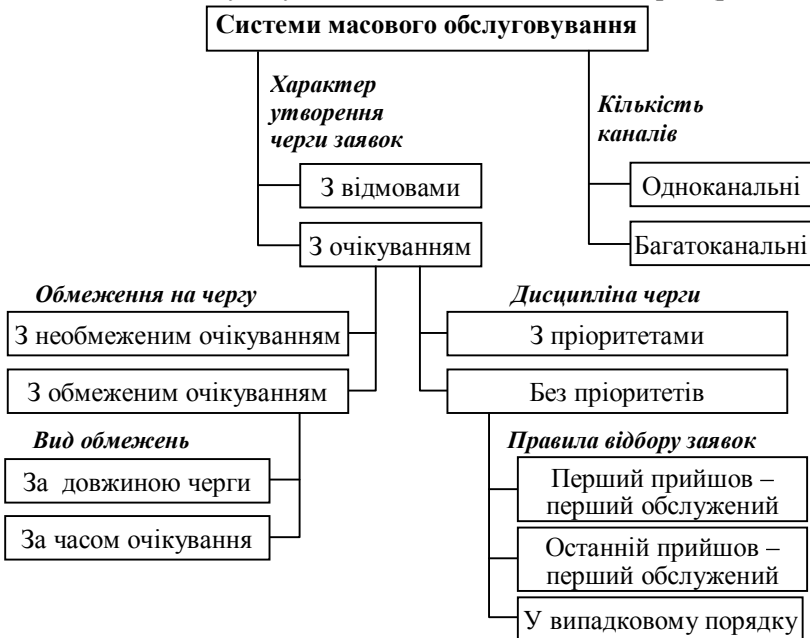 Системи масового обслуговування
Характер
утворення
черги заявок
Кількість
каналів
З відмовами
Одноканальні
З очікуванням
Багатоканальні
Обмеження на чергу
Дисципліна черги
З необмеженим очікуванням
З пріоритетами
З обмеженим очікуванням
Без пріоритетів
Вид обмежень
Правила відбору заявок
За довжиною черги
Перший прийшов –
перший обслужений
За часом очікування
Останній прийшов –
перший обслужений
У випадковому порядку